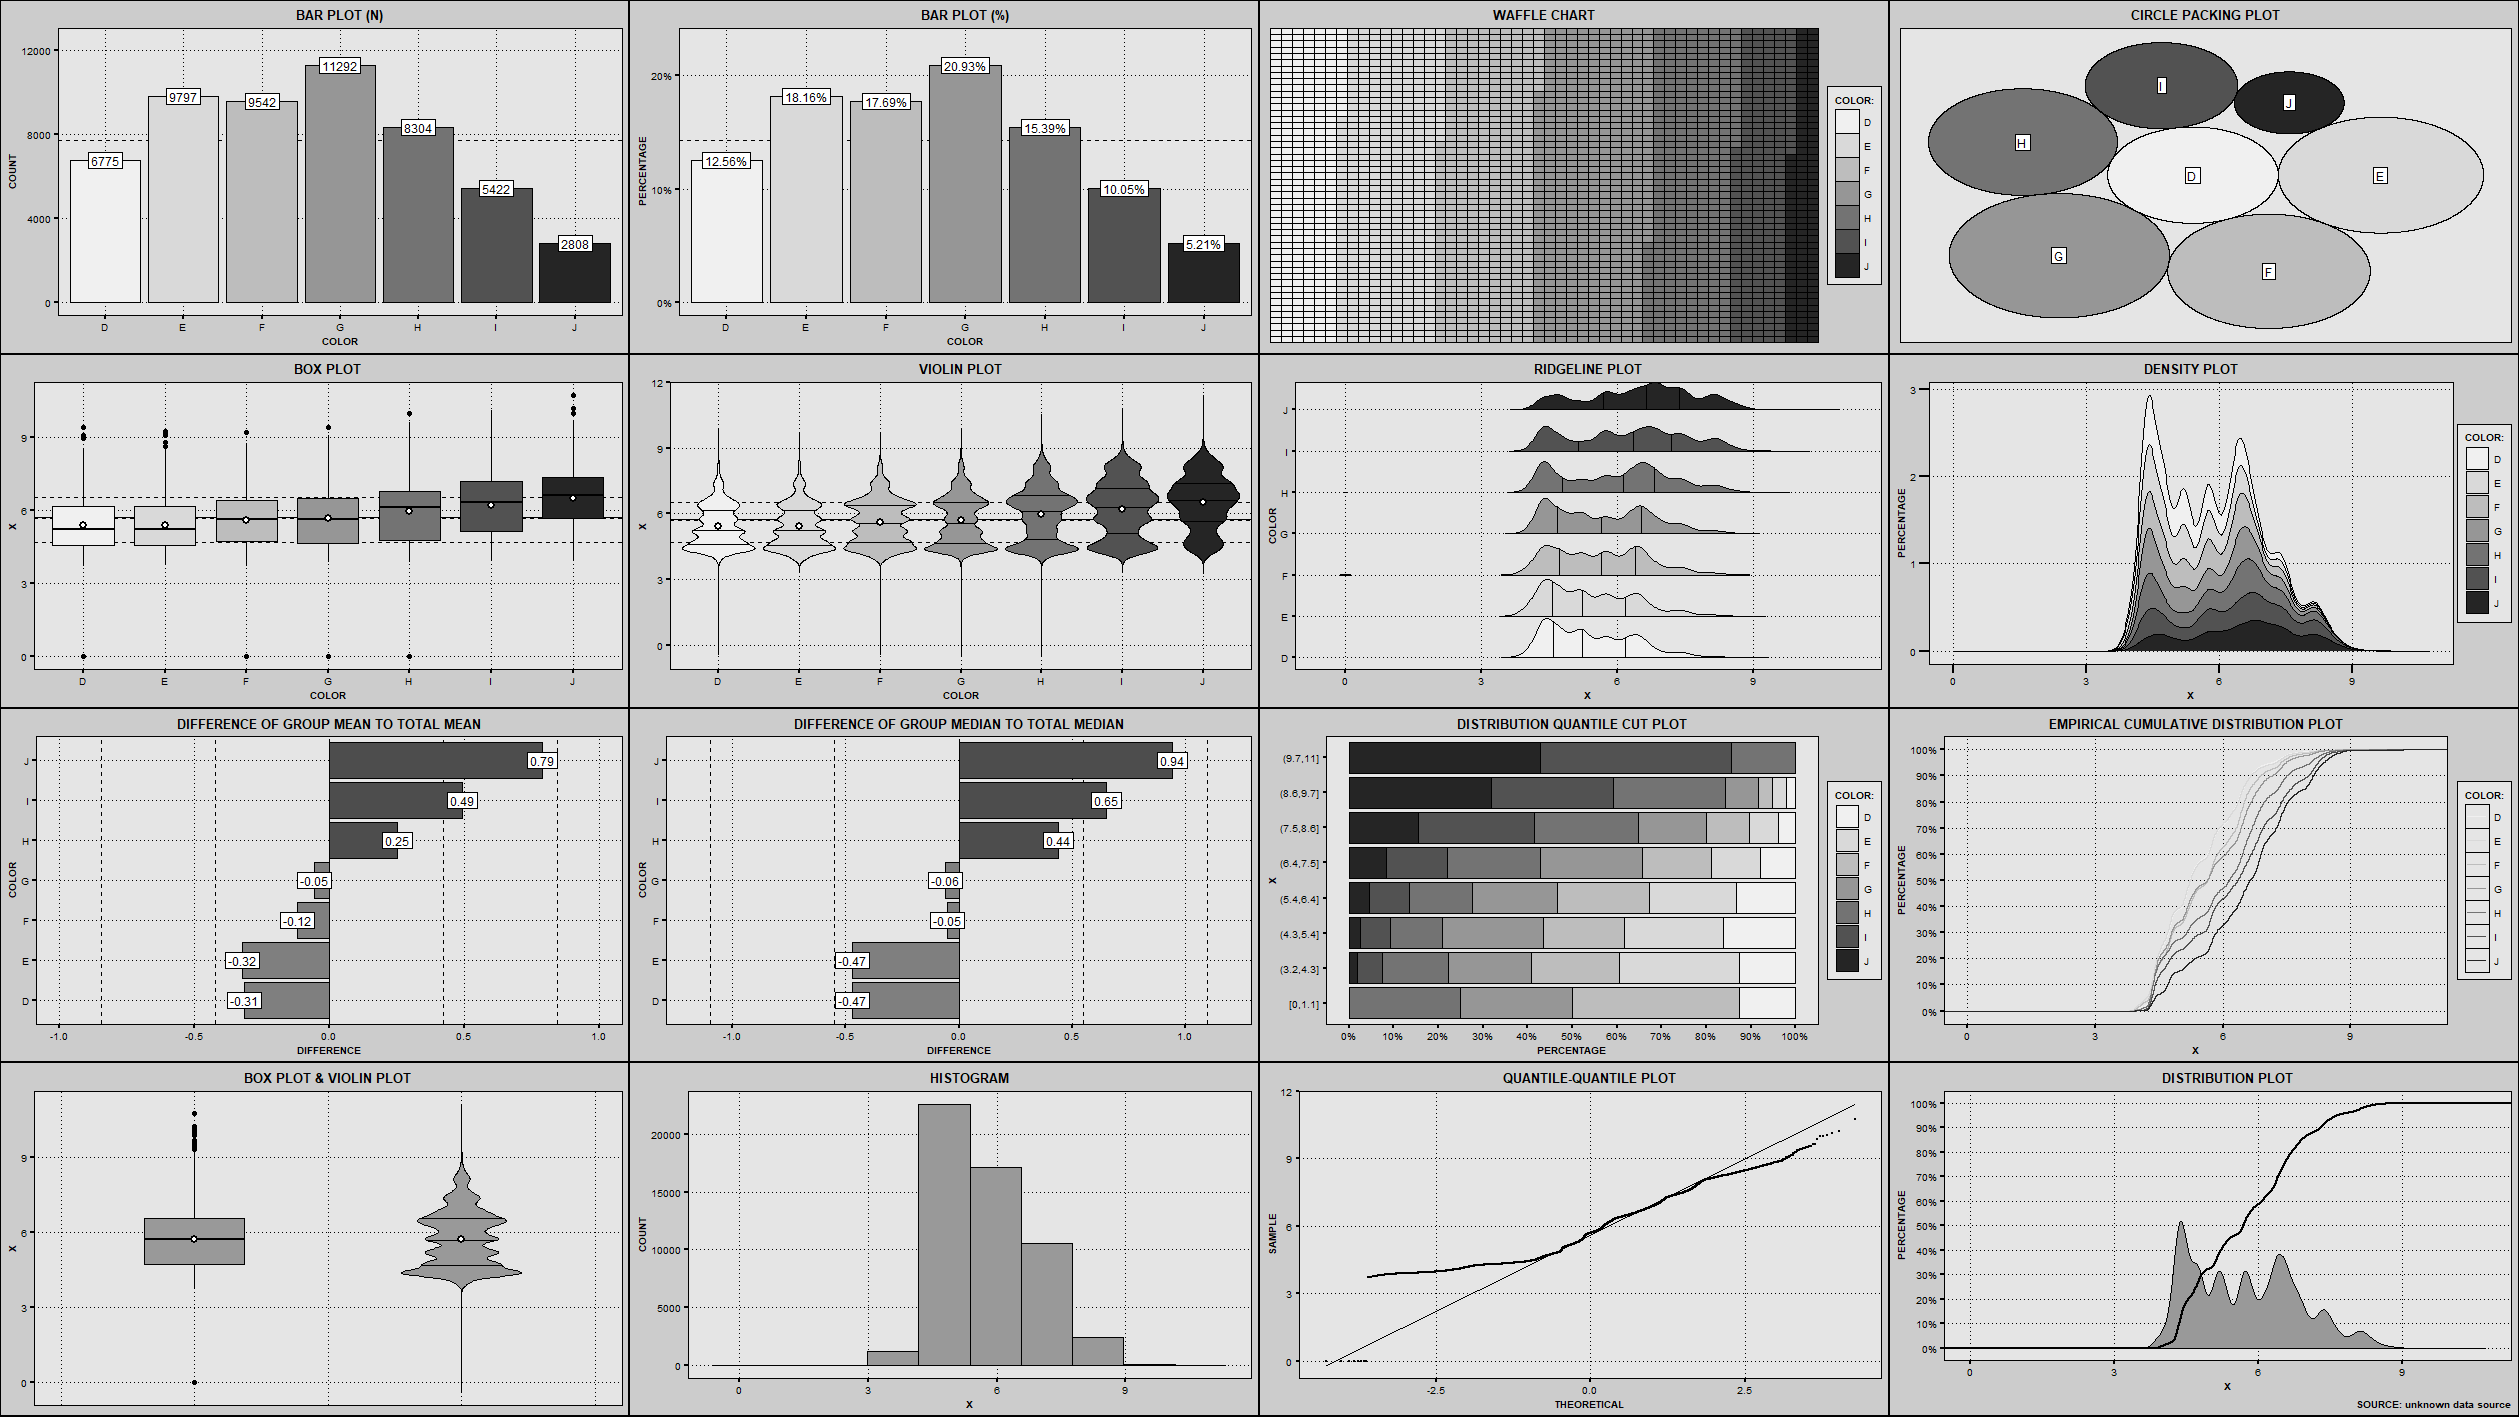 BAR PLOT (N)
12000
8000
4000
0
COUNT
6775
9797
9542
11292
8304
5422
2808
D E F G H I J
COLOR
BAR PLOT (%)
20%
10%
0%
PERCENTAGE
12.56%
18.16%
17.69%
20.93%
15.39%
10.05%
5.21%
D E F G H I J
COLOR
WAFFLE CHART
COLOR:
D
E
F
G
H
I
J
CIRCLE PACKING PLOT
I
J
H
D
E
G
F
BOX PLOT
9
6
3
0
X
D E F G H I J
COLOR
VIOLIN PLOT
12
9
6
3
0
X
D E F G H I J
COLOR
RIDGELINE PLOT
J
I
H
G
F
E
D
COLOR
0 3 6 9
X
DENSITY PLOT
3
2
1
0
PERCENTAGE
0 3 6 9
X
COLOR:
D
E
F
G
H
I
J
DIFFERENCE OF GROUP MEAN TO TOTAL MEAN
J
I
H
G
F
E
D
COLOR
0.79
0.49
0.25
-0.05
-0.12
-0.32
-0.31
-1.0 -0.5 0.0 0.5 1.0
DIFFERENCE
DIFFERENCE OF GROUP MEDIAN TO TOTAL MEDIAN
J
I
H
G
F
E
D
COLOR
0.94
0.65
0.44
-0.06
-0.05
-0.47
-0.47
-1.0 -0.5 0.0 0.5 1.0
DIFFERENCE
DISTRIBUTION QUANTILE CUT PLOT
(9.7,11]
(8.6,9.7]
(7.5,8.6]
(6.4,7.5]
(5.4,6.4]
(4.3,5.4]
(3.2,4.3]
[0,1.1]
X
0% 10% 20% 30% 40% 50% 60% 70% 80% 90% 100%
PERCENTAGE
COLOR:
D
E
F
G
H
I
J
EMPIRICAL CUMULATIVE DISTRIBUTION PLOT
100%
90%
80%
70%
60%
50%
40%
30%
20%
10%
0%
PERCENTAGE
0 3 6 9
X
COLOR:
D
E
F
G
H
I
J
BOX PLOT & VIOLIN PLOT
9
6
3
0
X
HISTOGRAM
20000
15000
10000
5000
0
COUNT
0 3 6 9
X
QUANTILE-QUANTILE PLOT
12
9
6
3
0
SAMPLE
-2.5 0.0 2.5
THEORETICAL
DISTRIBUTION PLOT
100%
90%
80%
70%
60%
50%
40%
30%
20%
10%
0%
PERCENTAGE
0 3 6 9
X
SOURCE: unknown data source